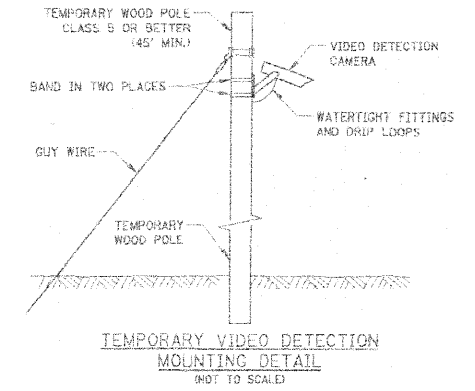 TEMPORARY WOOD POLE
CLASS 5 OR BETTER
(45' MIN.)
VIDEO DETECTION
CAMERA
BAND IN TWO PLACES
WATERTIGHT FITTINGS
AND DRIP LOOPS
GUY WIRE
TEMPORARY
WOOD POLE
TEMPORARY VIDEO DETECTION
MOUNTING DETAIL
(NOT TO SCALE)